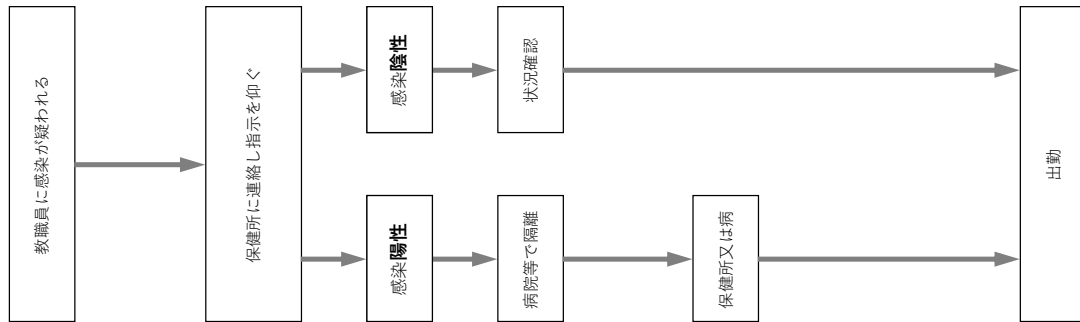 教職員に感染が疑われる
保健所に連絡し指示を仰ぐ
感染陰性
状況確認
感染陽性
病院等で隔離
保健所又は病
出勤